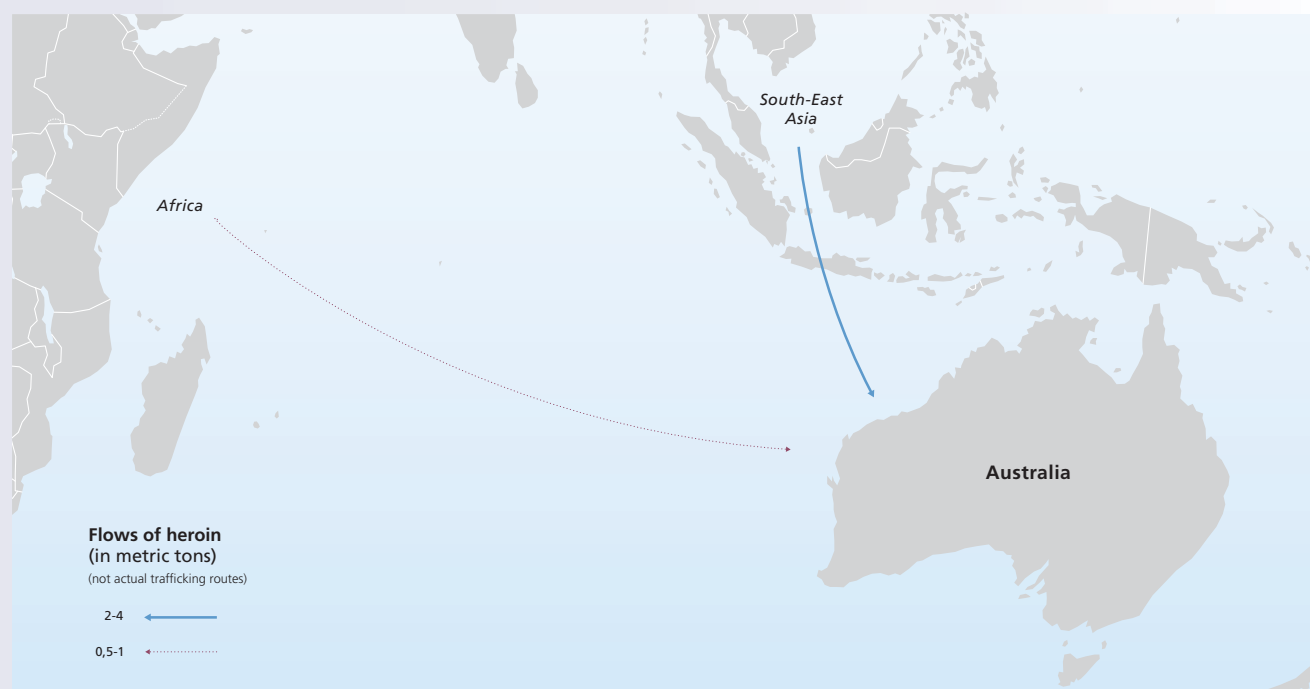 South-East
Asia
Africa
Australia
Flows of heroin
(in metric tons)
(not actual trafficking routes)
2-4
0,5-1